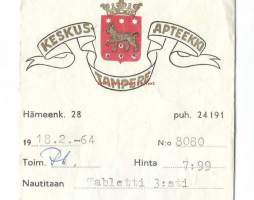 KESKUS APTEEKKI
TAMPERE
Hämeenk. 28 puh. 24191
19 18.2.-64 N:o 8080
Toim. Rh. Hinta 7:99
Nautitaan Tabletti 3:sti